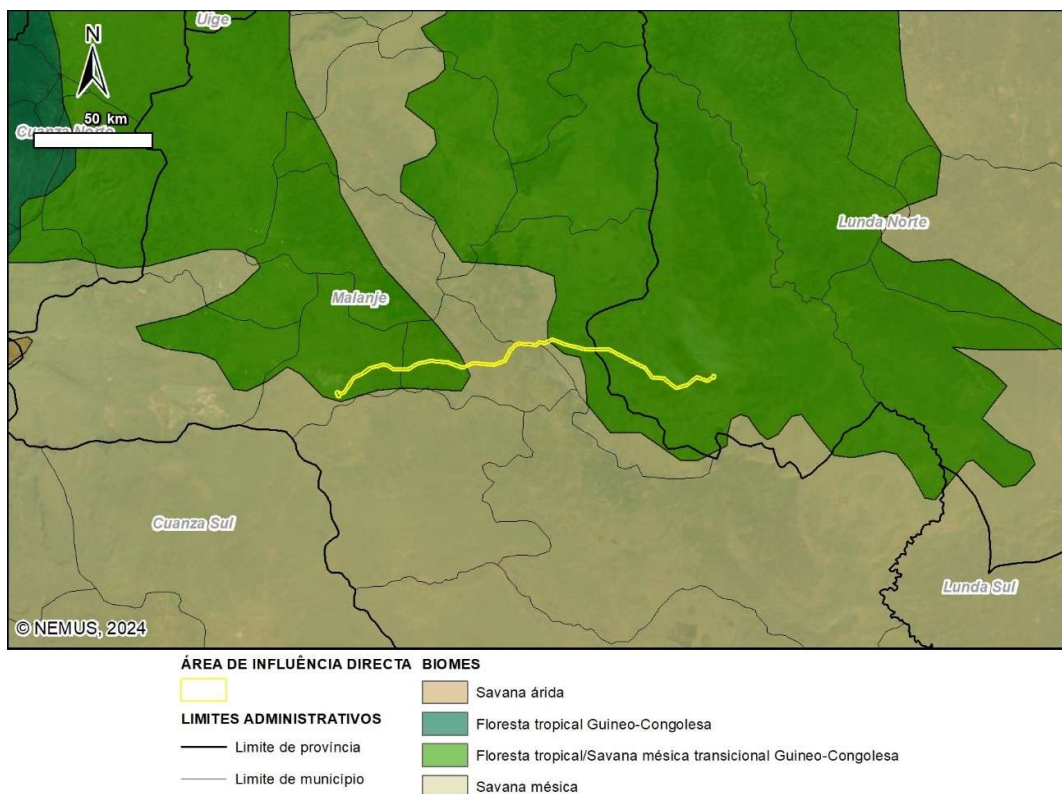 Uige
N
50 km
Cuanza Norte
Lunda Norte
Malanje
Cuanza Sul
Lunda Sul
© NEMUS, 2024
ÁREA DE INFLUÊNCIA DIRECTA
LIMITES ADMINISTRATIVOS
Limite de província
Limite de município
BIOMES
Savana árida
Floresta tropical Guineo-Congolesa
Floresta tropical/Savana mésica transicional Guineo-Congolesa
Savana mésica